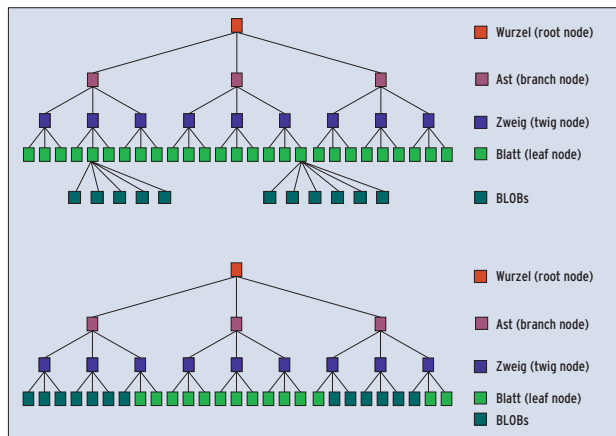 Wurzel (root node)
Ast (branch node)
Zweig (twig node)
Blatt (leaf node)
BLOBs
Wurzel (root node)
Ast (branch node)
Zweig (twig node)
Blatt (leaf node)
BLOBs